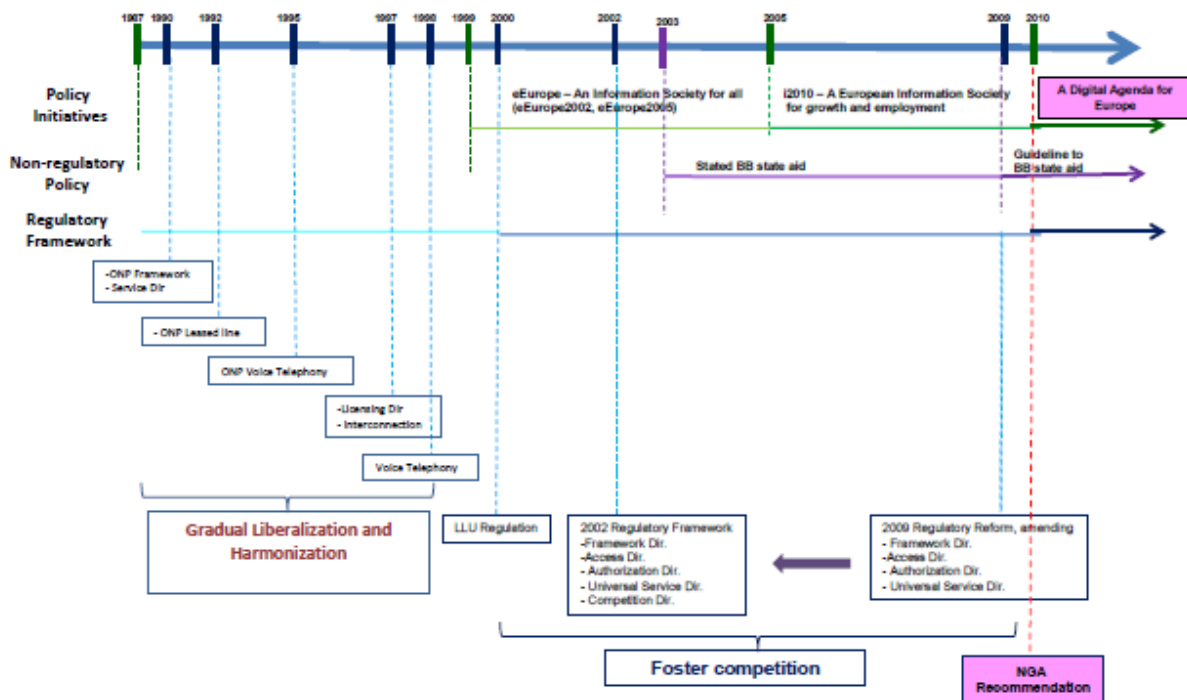 1987 1990 1992 1995 1997 1998 1999 2000 2002 2003 2005 2009 2010
Policy
Initiatives
eEurope – An Information Society for all
(eEurope2002, eEurope2005)
i2010 – A European Information Society
for growth and employment
A Digital Agenda for
Europe
Non-regulatory
Policy
Stated BB state aid
Guideline to
BB state aid
Regulatory
Framework
-ONP Framework
- Service Dir
- ONP Leased line
ONP Voice Telephony
-Licensing Dir
- Interconnection
Voice Telephony
Gradual Liberalization and
Harmonization
LLU Regulation
2002 Regulatory Framework
-Framework Dir.
-Access Dir.
- Authorization Dir.
- Universal Service Dir.
- Competition Dir.
2009 Regulatory Reform, amending
- Framework Dir.
-Access Dir.
- Authorization Dir.
- Universal Service Dir.
Foster competition
NGA
Recommendation